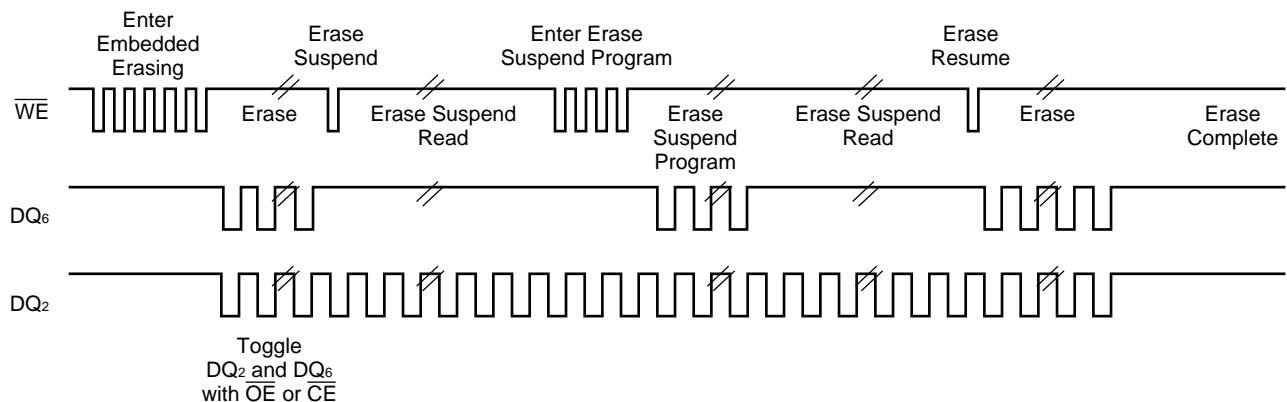 Enter
Embedded
Erasing
Erase
Suspend
Enter Erase
Suspend Program
Erase
Resume
WE
Erase
Erase Suspend
Read
Erase
Suspend
Program
Erase Suspend
Read
Erase
Erase
Complete
DQ6
DQ2
Toggle
DQ2 and DQ6
with OE or CE